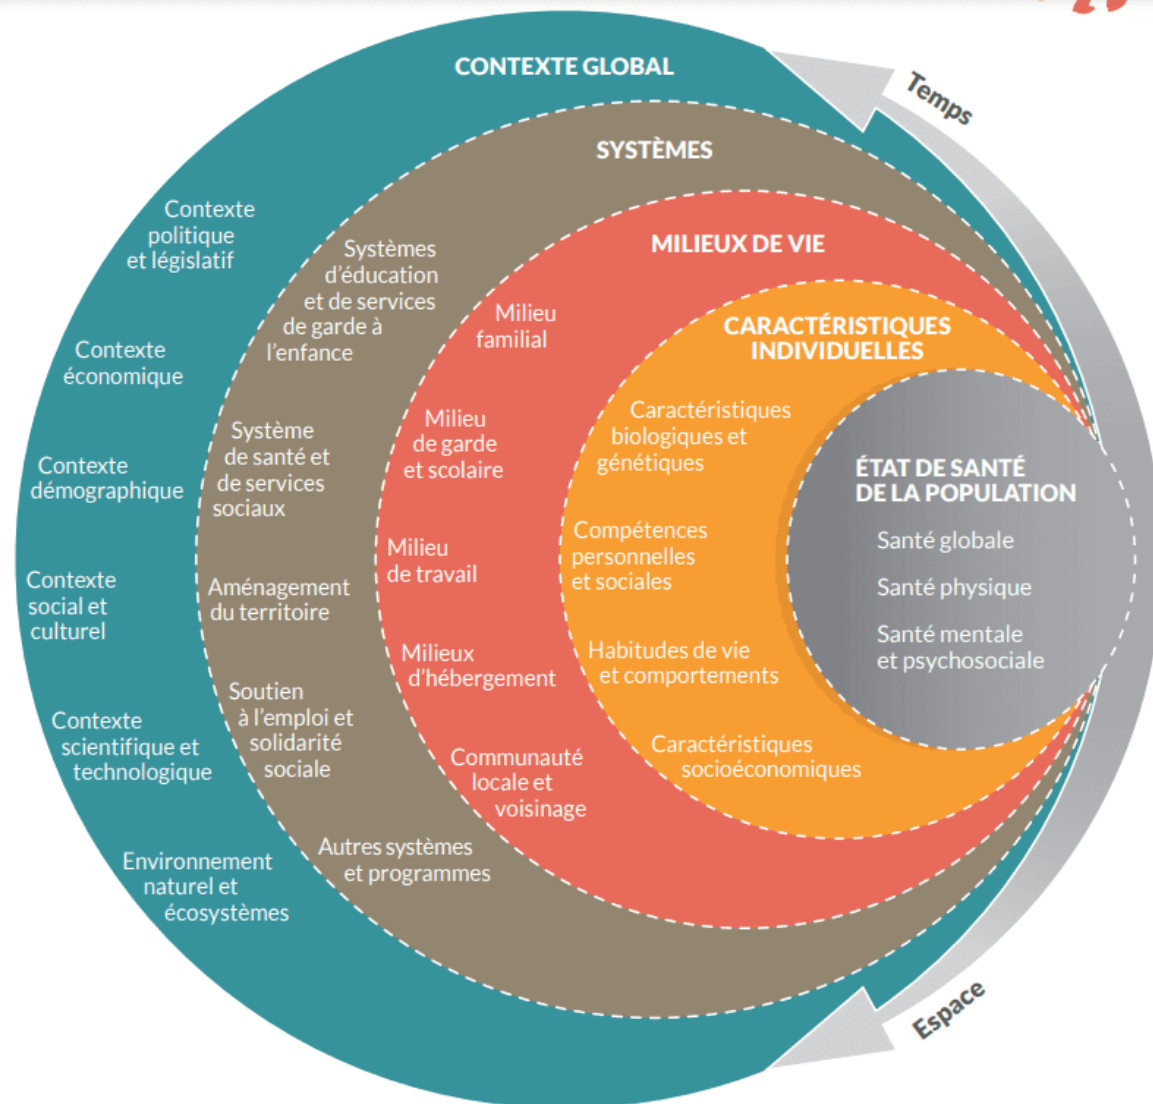 CONTEXTE GLOBAL
Temps
SYSTÈMES
MILIEUX DE VIE
CARACTÉRISTIQUES
INDIVIDUELLES
ÉTAT DE SANTÉ
DE LA POPULATION
Santé globale
Santé physique
Santé mentale
et psychosociale
Contexte
politique
et législatif
Contexte
économique
Contexte
démographique
Contexte
social et
culturel
Contexte
scientifique et
technologique
Environnement
naturel et
écosystèmes
Systèmes
d'éducation
et de services
de garde à
l'enfance
Système
de santé et
de services
sociaux
Aménagement
du territoire
Soutien
à l'emploi et
solidarité
sociale
Autres systèmes
et programmes
Milieu
familial
Milieu
de garde
et scolaire
Milieu
de travail
Milieux
d'hébergement
Communauté
locale et
voisinage
Caractéristiques
biologiques et
génétiques
Compétences
personnelles
et sociales
Habitudes de vie
et comportements
Caractéristiques
socioéconomiques
Espace